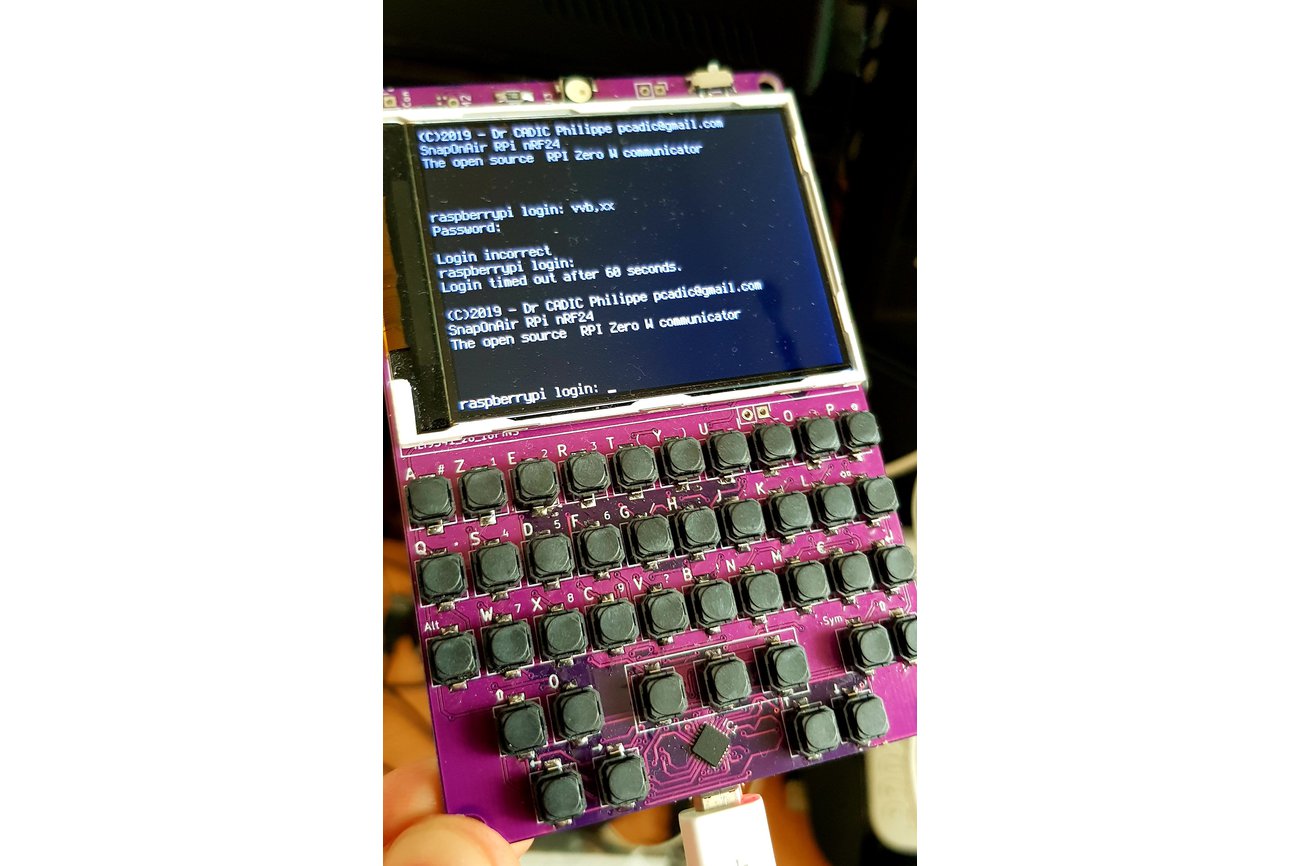 (C)2019 - Dr CADIC Philippe pcadic@gmail.com
SnapOnAir RPi nRF24
The open source RPI Zero W communicator
raspberrypi login: vvb,xx
Password:
Login incorrect
raspberrypi login:
Login timed out after 60 seconds.
(C)2019 - Dr CADIC Philippe pcadic@gmail.com
SnapOnAir RPi nRF24
The open source RPI Zero W communicator
raspberrypi login: _
A # Z 1 E 2 R 3 T ( Y ) U O P @
Q S 4 D 5 F 6 G / H : J K L
Alt W 7 X 8 C 9 V ? B ! N M €
Sym 0
O